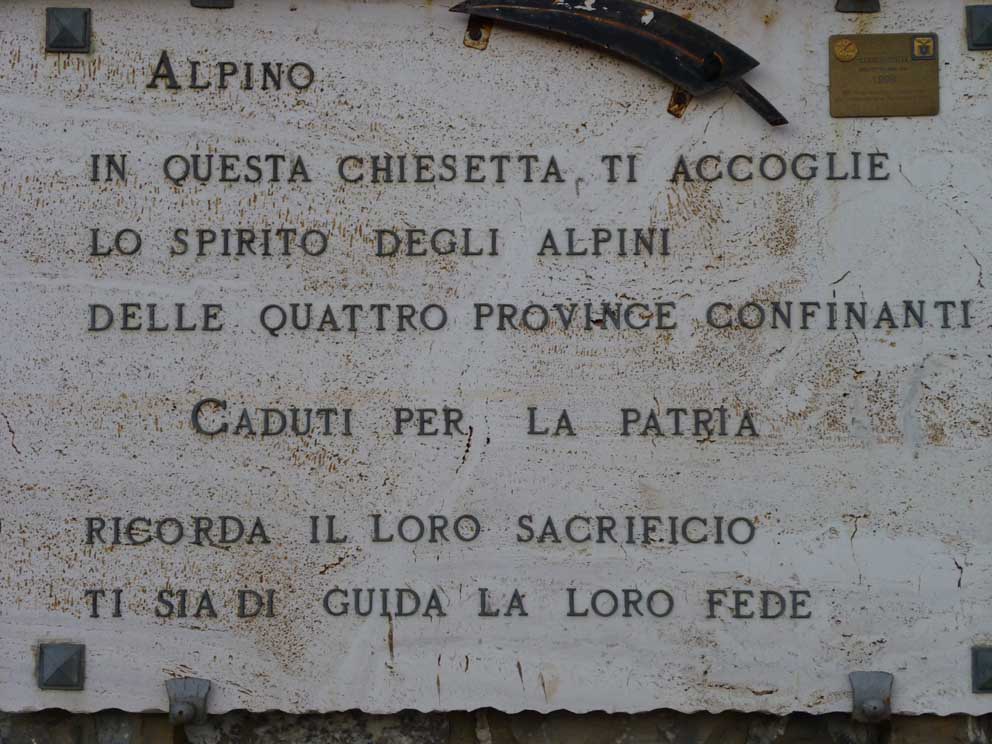 ALPINO
IN QUESTA CHIESETTA TI ACCOGLIE
LO SPIRITO DEGLI ALPINI
DELLE QUATTRO PROVINCE CONFINANTI
CADUTI PER LA PATRIA
RICORDA IL LORO SACRIFICIO
TI SIA DI GUIDA LA LORO FEDE